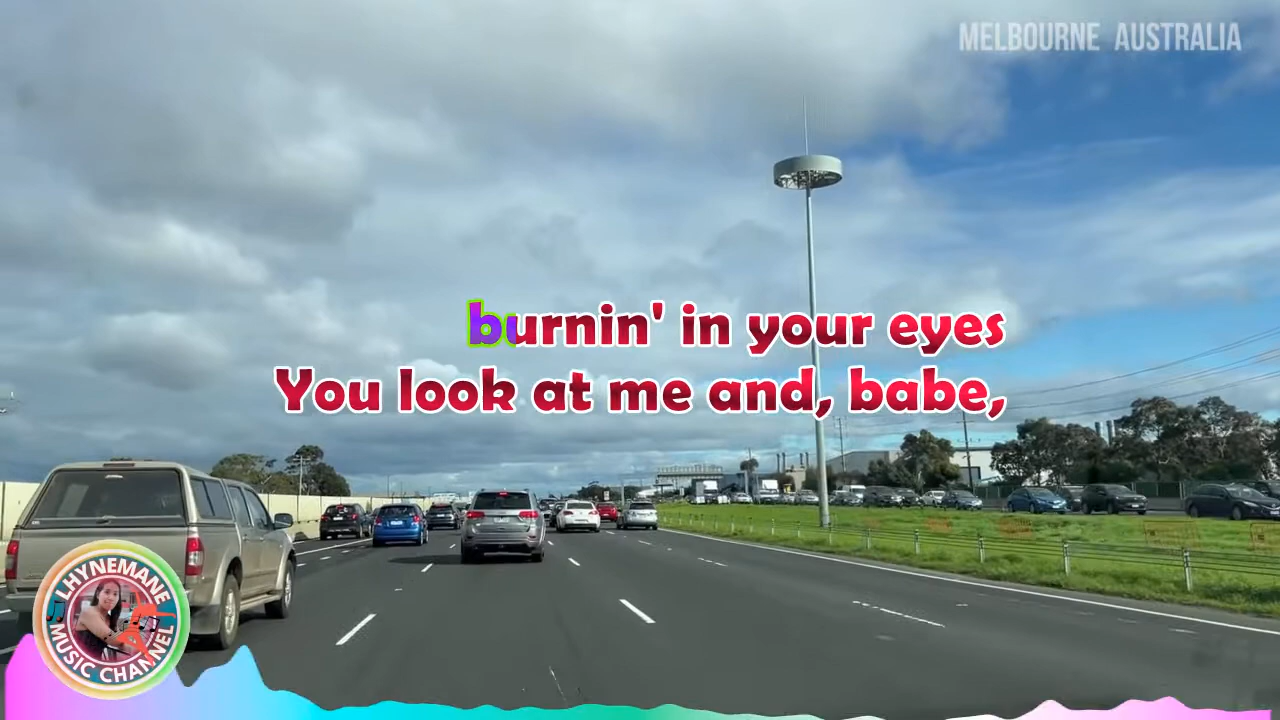 MELBOURNE AUSTRALIA
burnin' in your eyes
You look at me and, babe,
LHYNEMANE
MUSIC CHANNEL